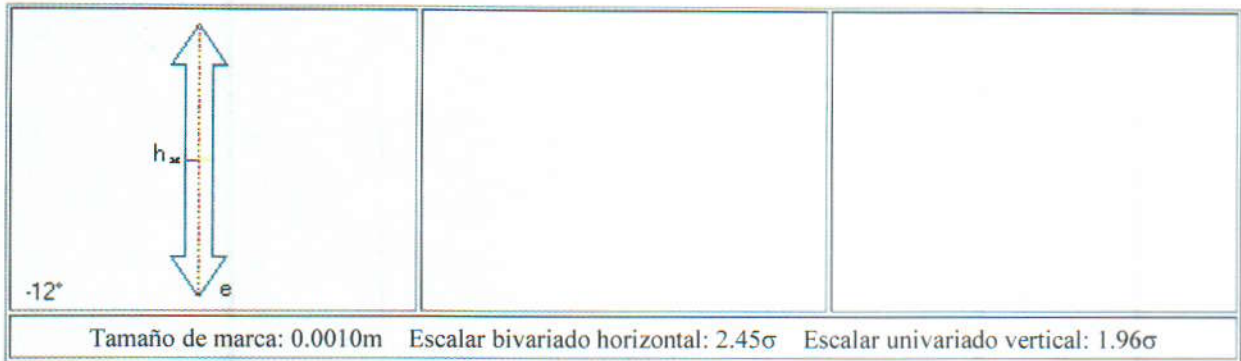 h
-12°
e
Tamaño de marca: 0.0010m Escalar bivariado horizontal: 2.45σ Escalar univariado vertical: 1.96σ